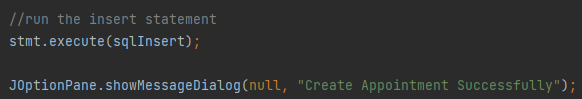 //run the insert statement
stmt.execute(sqlInsert);
JOptionPane.showMessageDialog(null, "Create Appointment Successfully");